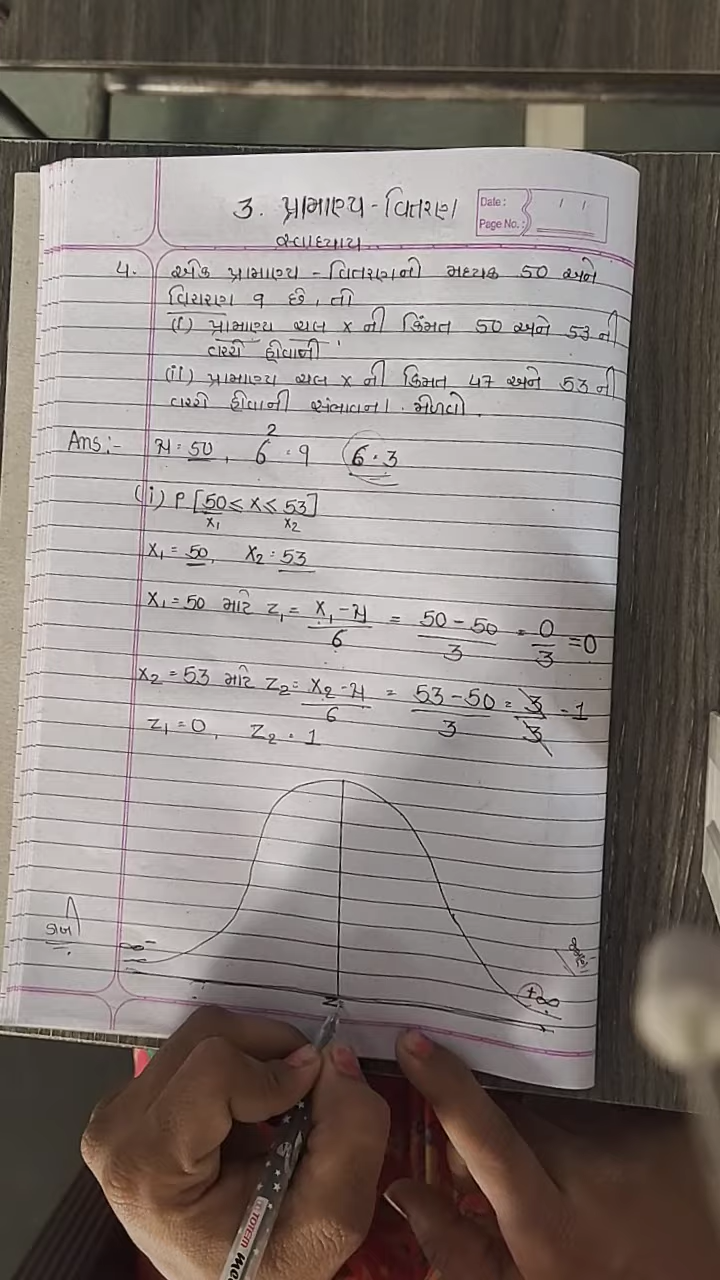 3. પ્રામાણ્ય-વિતરણ
Date: / /
Page No.:
સ્વાધ્યાય
4. એક પ્રામાણ્ય-વિતરણનો મધ્યક 50 અને
વિચરણ 9 છે, તો
(i) પ્રામાણ્ય ચલ x ની કિંમત 50 અને 53 ની
વચ્ચે હોવાની
(ii) પ્રામાણ્ય ચલ x ની કિંમત 47 અને 53 ની
વચ્ચે હોવાની સંભાવના મેળવો.
Ans:- μ = 50, σ² = 9 σ = 3
(i) P [50 ≤ x ≤ 53]
x₁ x₂
x₁ = 50, x₂ = 53
x₁ = 50 માટે z₁ = x₁ - μ / σ = 50 - 50 / 3 = 0 / 3 = 0
x₂ = 53 માટે z₂ = x₂ - μ / σ = 53 - 50 / 3 = 3 / 3 = 1
z₁ = 0, z₂ = 1
-∞ +∞
z=
TOTEM